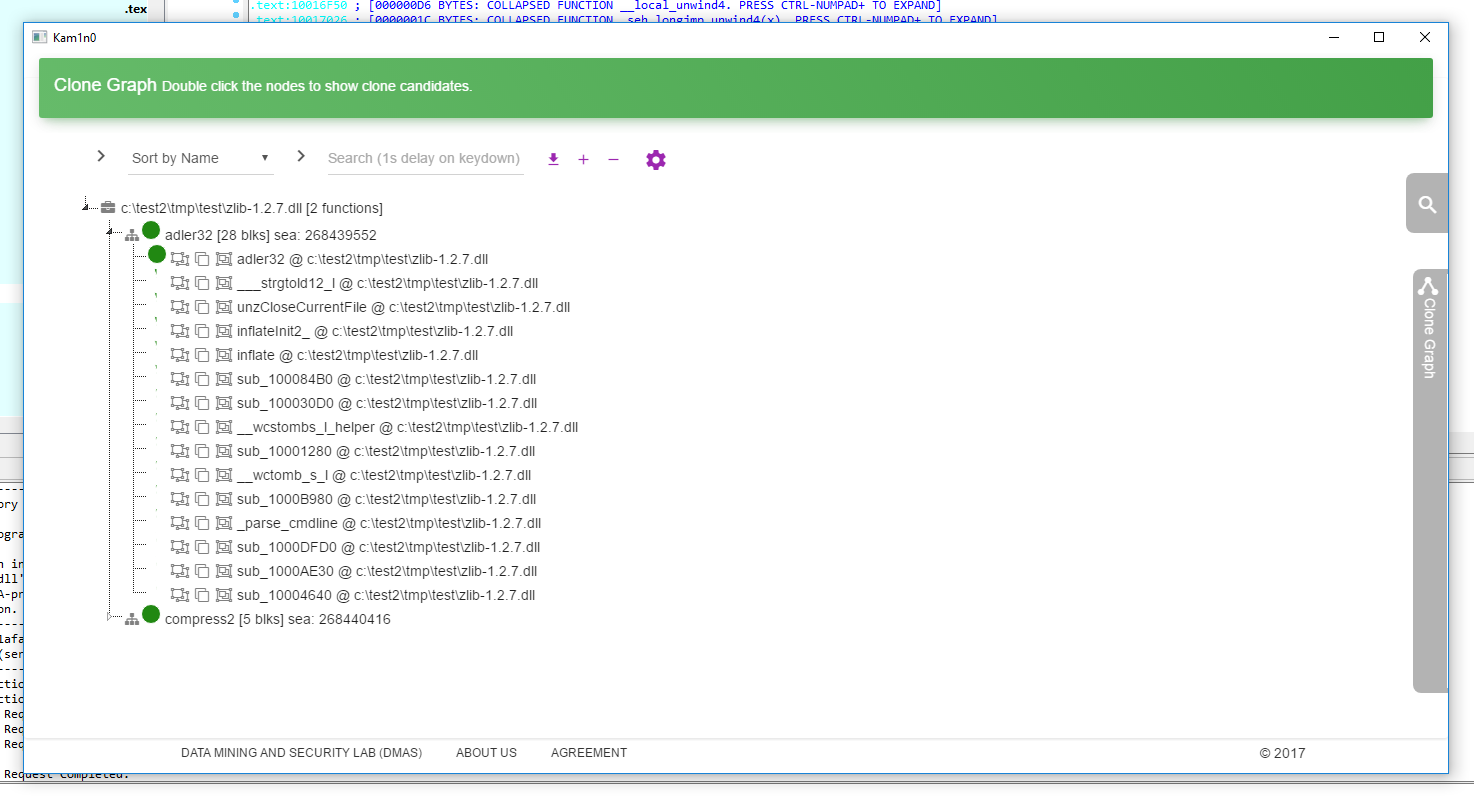 .tex
.text:10016F50 ; [000000D6 BYTES: COLLAPSED FUNCTION __local_unwind4. PRESS CTRL-NUMPAD+ TO EXPAND]
.text:10017026 ; [0000001C BYTES: COLLAPSED FUNCTION _seh_longjmp_unwind4(x). PRESS CTRL-NUMPAD+ TO EXPAND]
Kam1n0
Clone Graph Double click the nodes to show clone candidates.
Sort by Name
Search (1s delay on keydown)
c:\test2\tmp\test\zlib-1.2.7.dll [2 functions]
adler32 [28 blks] sea: 268439552
adler32 @ c:\test2\tmp\test\zlib-1.2.7.dll
___strgtold12_l @ c:\test2\tmp\test\zlib-1.2.7.dll
unzCloseCurrentFile @ c:\test2\tmp\test\zlib-1.2.7.dll
inflateInit2_ @ c:\test2\tmp\test\zlib-1.2.7.dll
inflate @ c:\test2\tmp\test\zlib-1.2.7.dll
sub_100084B0 @ c:\test2\tmp\test\zlib-1.2.7.dll
sub_100030D0 @ c:\test2\tmp\test\zlib-1.2.7.dll
__wcstombs_l_helper @ c:\test2\tmp\test\zlib-1.2.7.dll
sub_10001280 @ c:\test2\tmp\test\zlib-1.2.7.dll
__wctomb_s_l @ c:\test2\tmp\test\zlib-1.2.7.dll
sub_1000B980 @ c:\test2\tmp\test\zlib-1.2.7.dll
_parse_cmdline @ c:\test2\tmp\test\zlib-1.2.7.dll
sub_1000DFD0 @ c:\test2\tmp\test\zlib-1.2.7.dll
sub_1000AE30 @ c:\test2\tmp\test\zlib-1.2.7.dll
sub_10004640 @ c:\test2\tmp\test\zlib-1.2.7.dll
compress2 [5 blks] sea: 268440416
Clone Graph
DATA MINING AND SECURITY LAB (DMAS) ABOUT US AGREEMENT © 2017
Request Completed.